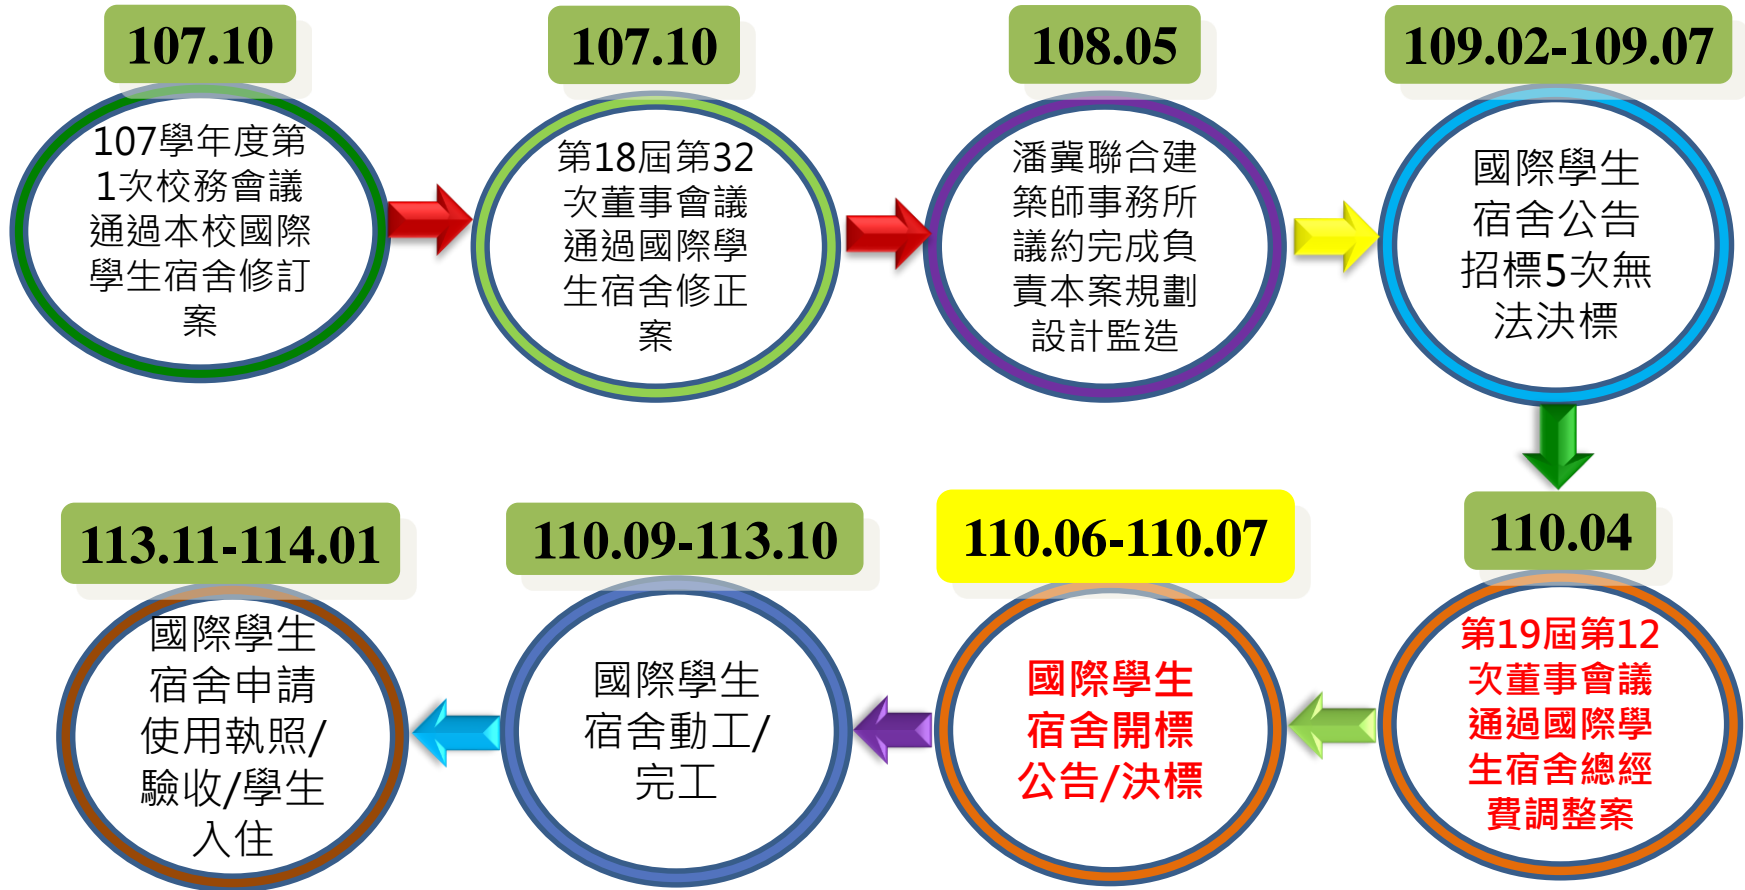 107.10
107學年度第
1次校務會議
通過本校國際
學生宿舍修訂
案
107.10
第18屆第32
次董事會議
通過國際學
生宿舍修正
案
108.05
潘冀聯合建
築師事務所
議約完成負
責本案規劃
設計監造
109.02-109.07
國際學生
宿舍公告
招標5次無
法決標
110.04
第19屆第12
次董事會議
通過國際學
生宿舍總經
費調整案
110.06-110.07
國際學生
宿舍開標
公告/決標
110.09-113.10
國際學生
宿舍動工/
完工
113.11-114.01
國際學生
宿舍申請
使用執照/
驗收/學生
入住